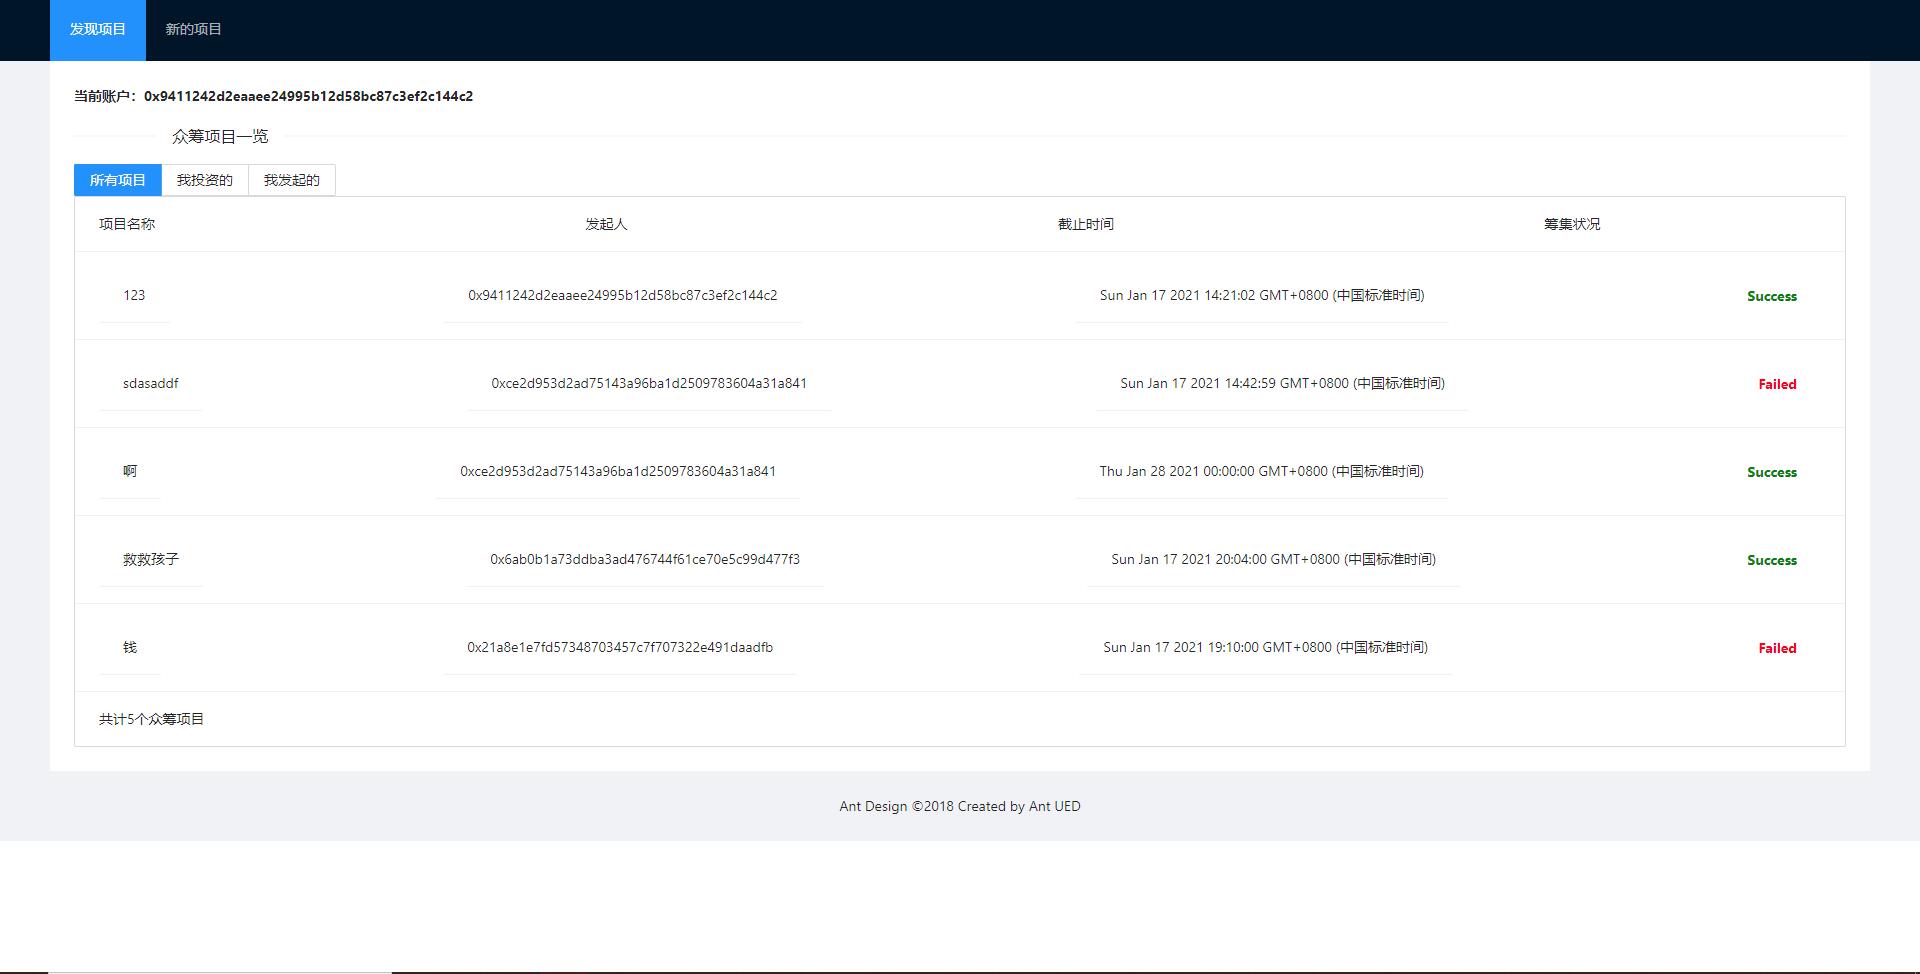 发现项目 新的项目
当前账户：0x9411242d2eaaee24995b12d58bc87c3ef2c144c2
众筹项目一览
所有项目 我投资的 我发起的
项目名称 发起人 截止时间 筹集状况
123 0x9411242d2eaaee24995b12d58bc87c3ef2c144c2 Sun Jan 17 2021 14:21:02 GMT+0800 (中国标准时间) Success
sdasaddf 0xce2d953d2ad75143a96ba1d2509783604a31a841 Sun Jan 17 2021 14:42:59 GMT+0800 (中国标准时间) Failed
啊 0xce2d953d2ad75143a96ba1d2509783604a31a841 Thu Jan 28 2021 00:00:00 GMT+0800 (中国标准时间) Success
救救孩子 0x6ab0b1a73ddba3ad476744f61ce70e5c99d477f3 Sun Jan 17 2021 20:04:00 GMT+0800 (中国标准时间) Success
钱 0x21a8e1e7fd57348703457c7f707322e491daadfb Sun Jan 17 2021 19:10:00 GMT+0800 (中国标准时间) Failed
共计5个众筹项目
Ant Design ©2018 Created by Ant UED